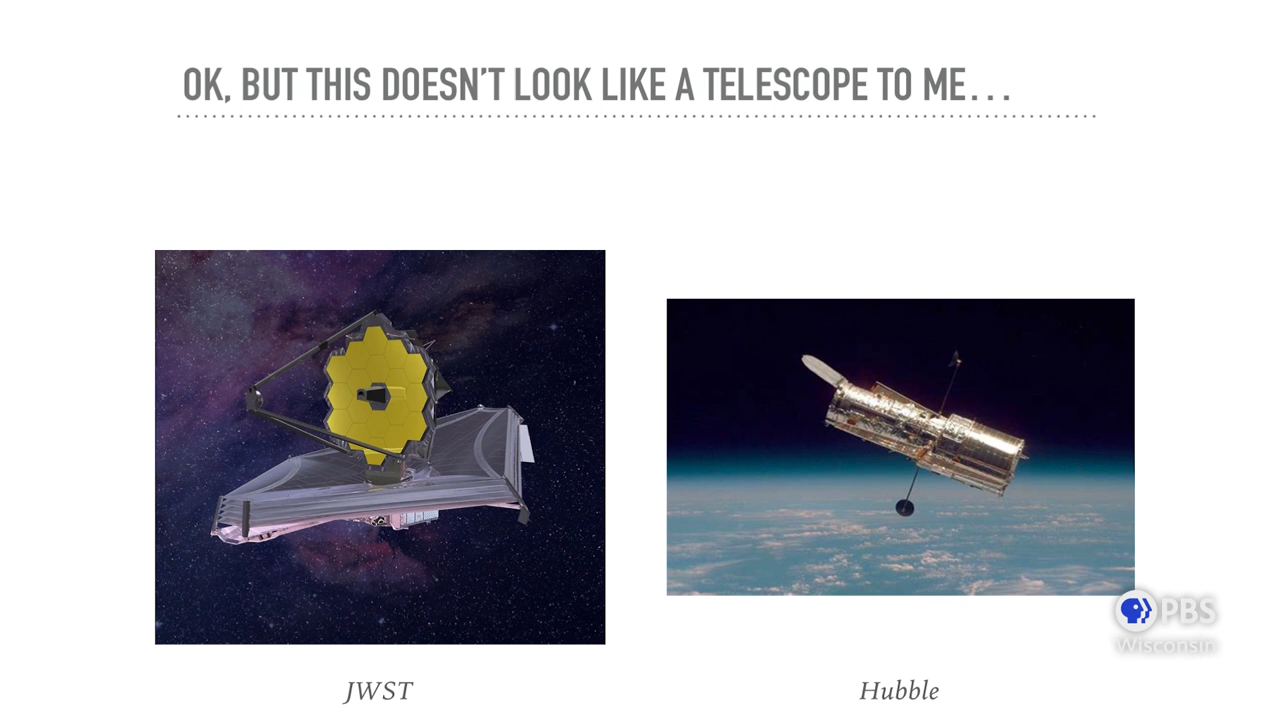 OK, BUT THIS DOESN'T LOOK LIKE A TELESCOPE TO ME...
PBS
Wisconsin
JWST
Hubble